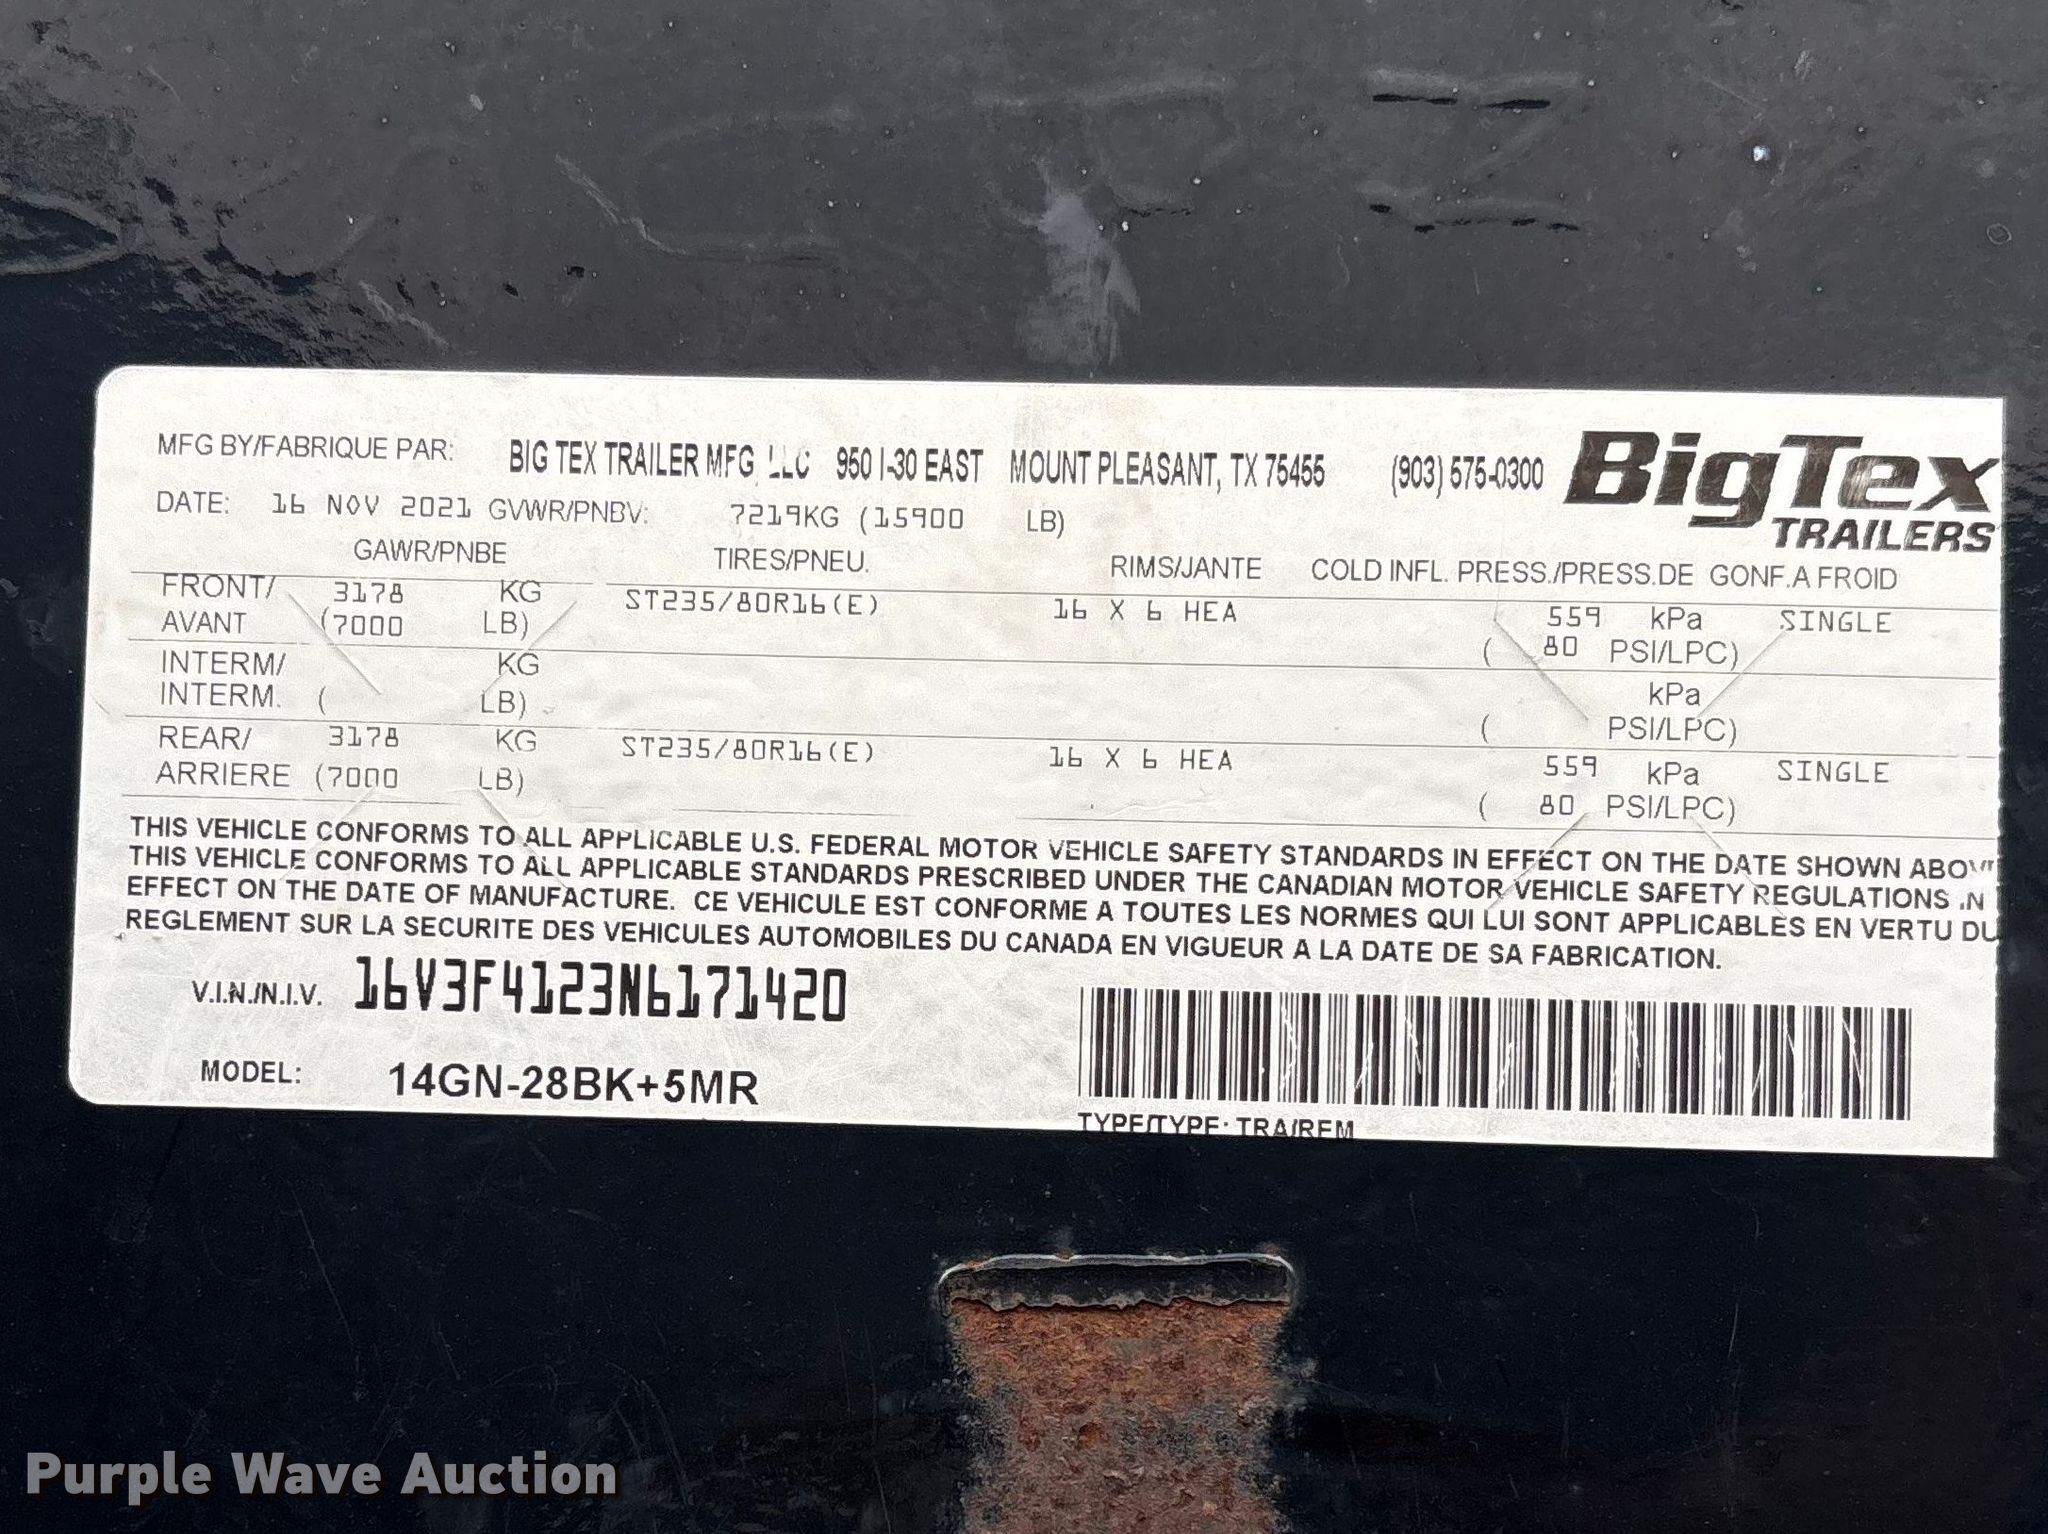 MFG BY/FABRIQUE PAR: BIG TEX TRAILER MFG, LLC 950 I-30 EAST MOUNT PLEASANT, TX 75455 (903) 575-0300 BigTex TRAILERS
DATE: 16 NOV 2021 GVWR/PNBV: 7219KG (15900 LB)
GAWR/PNBE TIRES/PNEU. RIMS/JANTE COLD INFL. PRESS./PRESS.DE GONF.A FROID
FRONT/ 3178 KG ST235/80R16(E) 16 X 6 HEA 559 kPa SINGLE
AVANT (7000 LB) ( 80 PSI/LPC)
INTERM/ KG kPa
INTERM. ( LB) ( PSI/LPC)
REAR/ 3178 KG ST235/80R16(E) 16 X 6 HEA 559 kPa SINGLE
ARRIERE (7000 LB) ( 80 PSI/LPC)
THIS VEHICLE CONFORMS TO ALL APPLICABLE U.S. FEDERAL MOTOR VEHICLE SAFETY STANDARDS IN EFFECT ON THE DATE SHOWN ABOVE
THIS VEHICLE CONFORMS TO ALL APPLICABLE STANDARDS PRESCRIBED UNDER THE CANADIAN MOTOR VEHICLE SAFETY REGULATIONS IN
EFFECT ON THE DATE OF MANUFACTURE. CE VEHICULE EST CONFORME A TOUTES LES NORMES QUI LUI SONT APPLICABLES EN VERTU DU
REGLEMENT SUR LA SECURITE DES VEHICULES AUTOMOBILES DU CANADA EN VIGUEUR A LA DATE DE SA FABRICATION.
V.I.N./N.I.V. 16V3F4123N6171420
MODEL: 14GN-28BK+5MR
TYPE/TYPE: TRA/REM
Purple Wave Auction